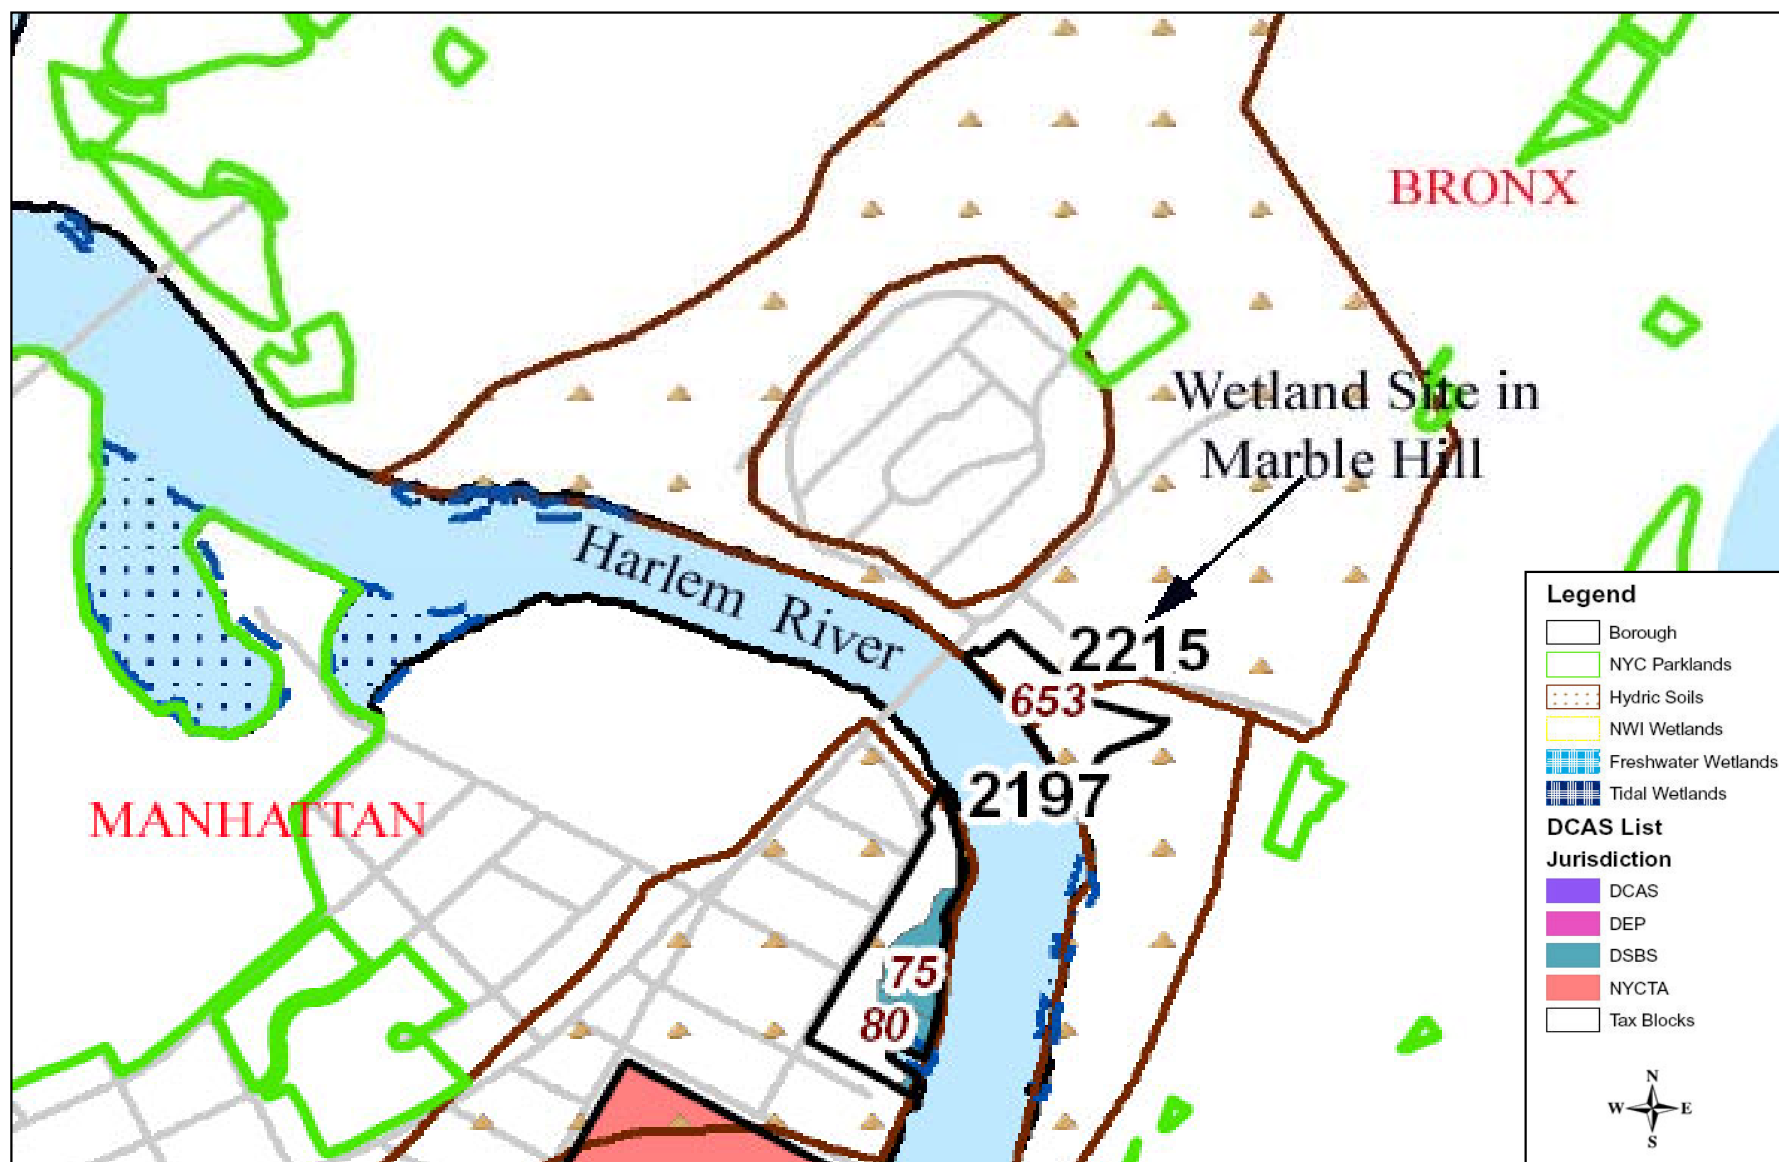 BRONX
Wetland Site in
Marble Hill
Harlem River
2215
653
2197
MANHATTAN
75
80
Legend
Borough
NYC Parklands
Hydric Soils
NWI Wetlands
Freshwater Wetlands
Tidal Wetlands
DCAS List
Jurisdiction
DCAS
DEP
DSBS
NYCTA
Tax Blocks
N
W E
S